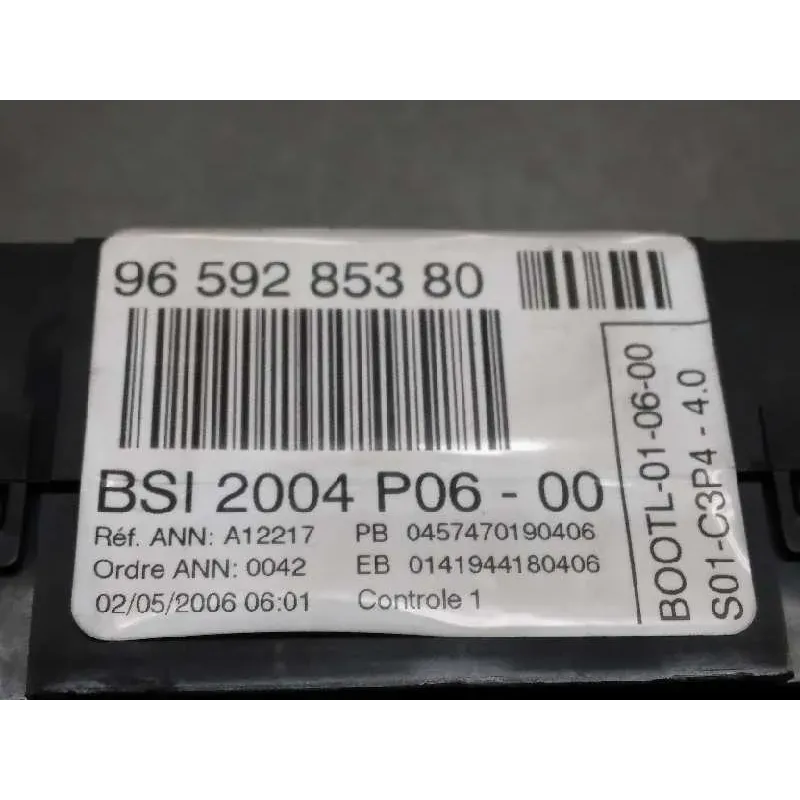 96 592 853 80
BSI 2004 P06 - 00
Réf. ANN: A12217 PB 0457470190406
Ordre ANN: 0042 EB 0141944180406
02/05/2006 06:01 Controle 1
BOOTL-01-06-00
S01-C3P4 - 4.0